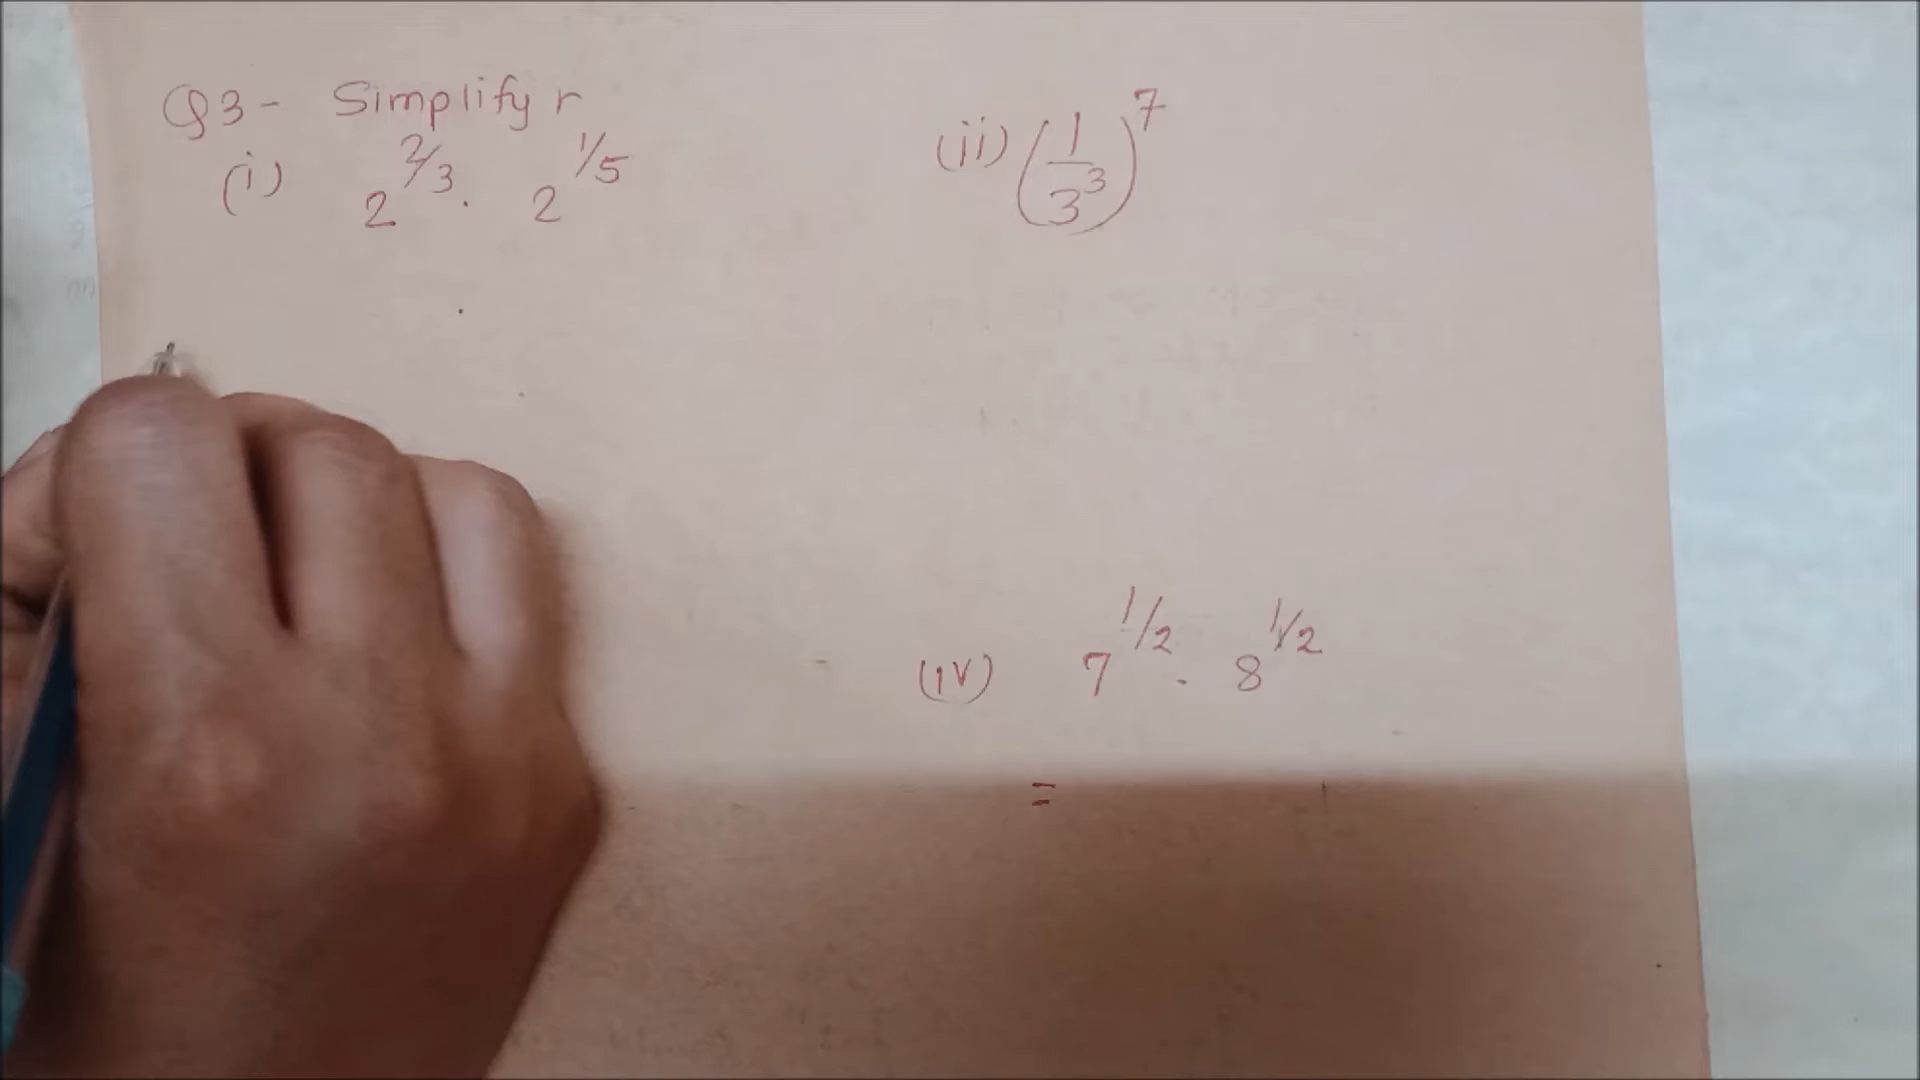 Q3- Simplify r
(i) 2^2/3 . 2^1/5
(ii) (1/3^3)^7
(iv) 7^1/2 . 8^1/2
=